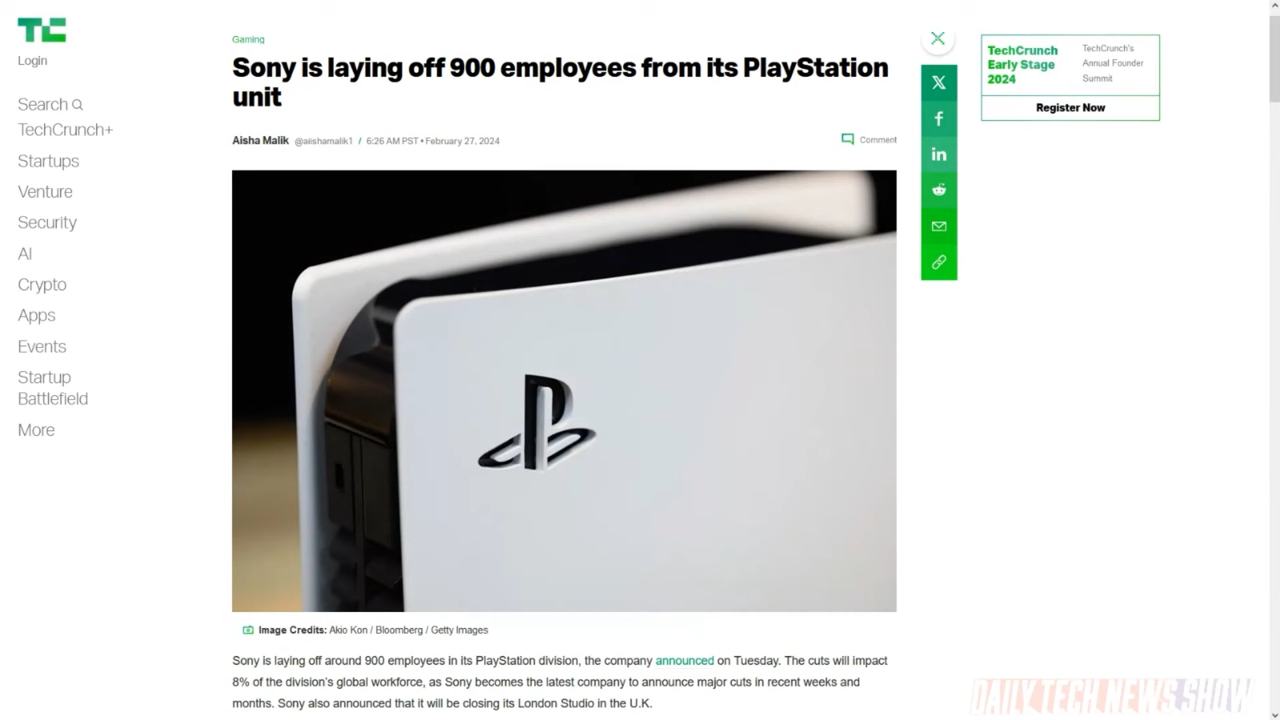 TC
Login
Search
TechCrunch+
Startups
Venture
Security
AI
Crypto
Apps
Events
Startup
Battlefield
More
Gaming
Sony is laying off 900 employees from its PlayStation
unit
Aisha Malik @aiishamalik1 / 6:26 AM PST • February 27, 2024
Comment
Image Credits: Akio Kon / Bloomberg / Getty Images
Sony is laying off around 900 employees in its PlayStation division, the company announced on Tuesday. The cuts will impact
8% of the division's global workforce, as Sony becomes the latest company to announce major cuts in recent weeks and
months. Sony also announced that it will be closing its London Studio in the U.K.
TechCrunch
Early Stage
2024
TechCrunch's
Annual Founder
Summit
Register Now
DAILY TECH NEWS SHOW